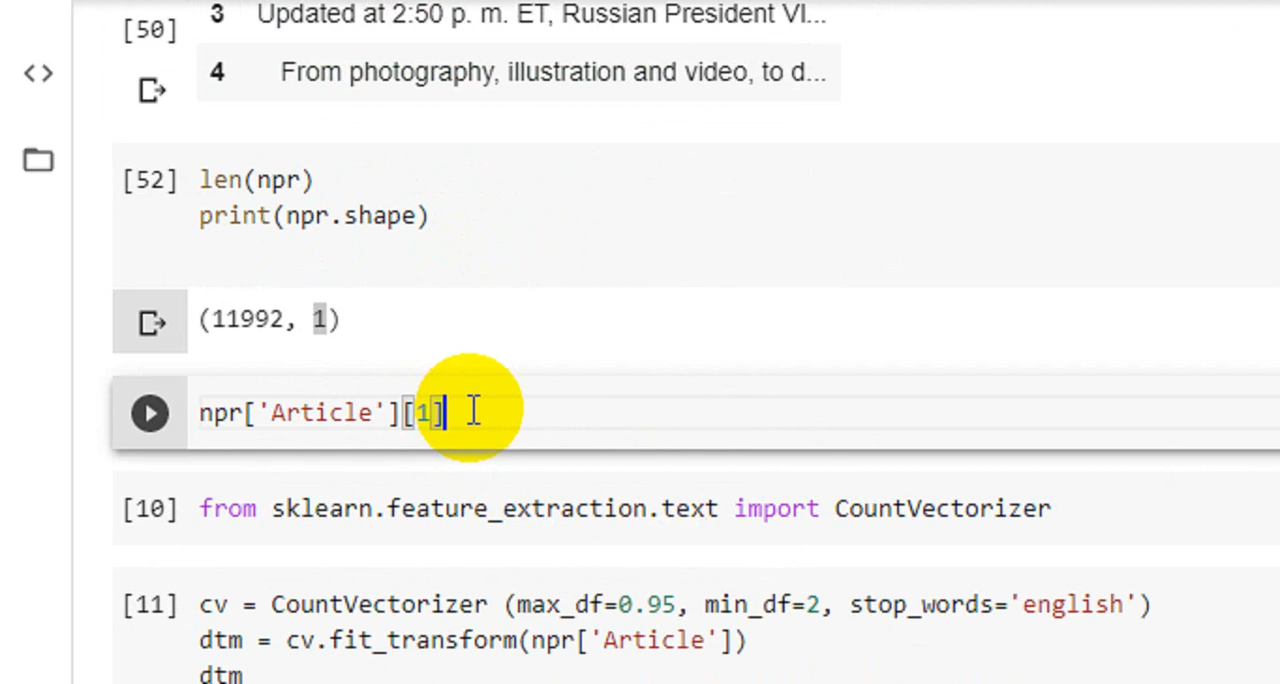 3 Updated at 2:50 p. m. ET, Russian President Vl...
[50]
4 From photography, illustration and video, to d...
[52] len(npr)
print(npr.shape)
(11992, 1)
npr['Article'][1]
[10] from sklearn.feature_extraction.text import CountVectorizer
[11] cv = CountVectorizer (max_df=0.95, min_df=2, stop_words='english')
dtm = cv.fit_transform(npr['Article'])
dtm